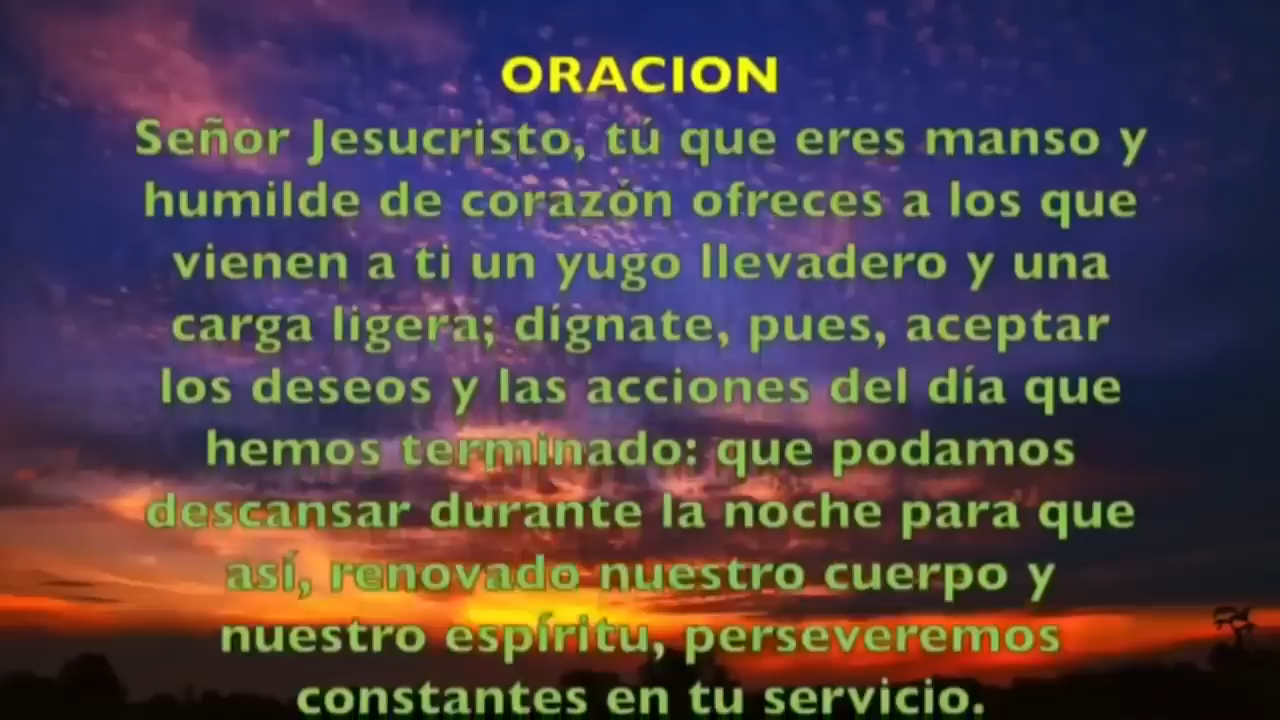 ORACION
Señor Jesucristo, tú que eres manso y
humilde de corazón ofreces a los que
vienen a ti un yugo llevadero y una
carga ligera; dígnate, pues, aceptar
los deseos y las acciones del día que
hemos terminado: que podamos
descansar durante la noche para que
así, renovado nuestro cuerpo y
nuestro espíritu, perseveremos
constantes en tu servicio.